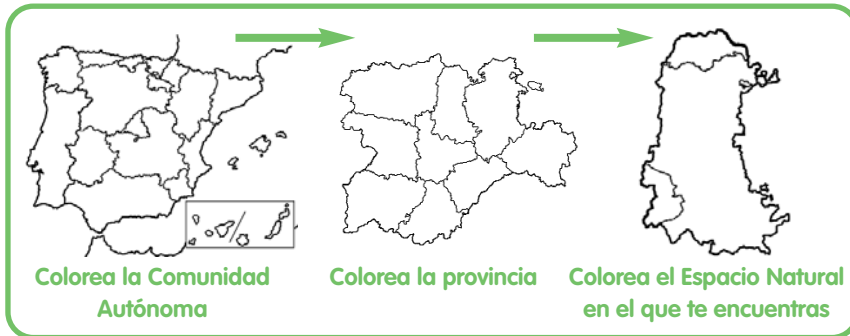 Colorea la Comunidad
Autónoma
Colorea la provincia
Colorea el Espacio Natural
en el que te encuentras